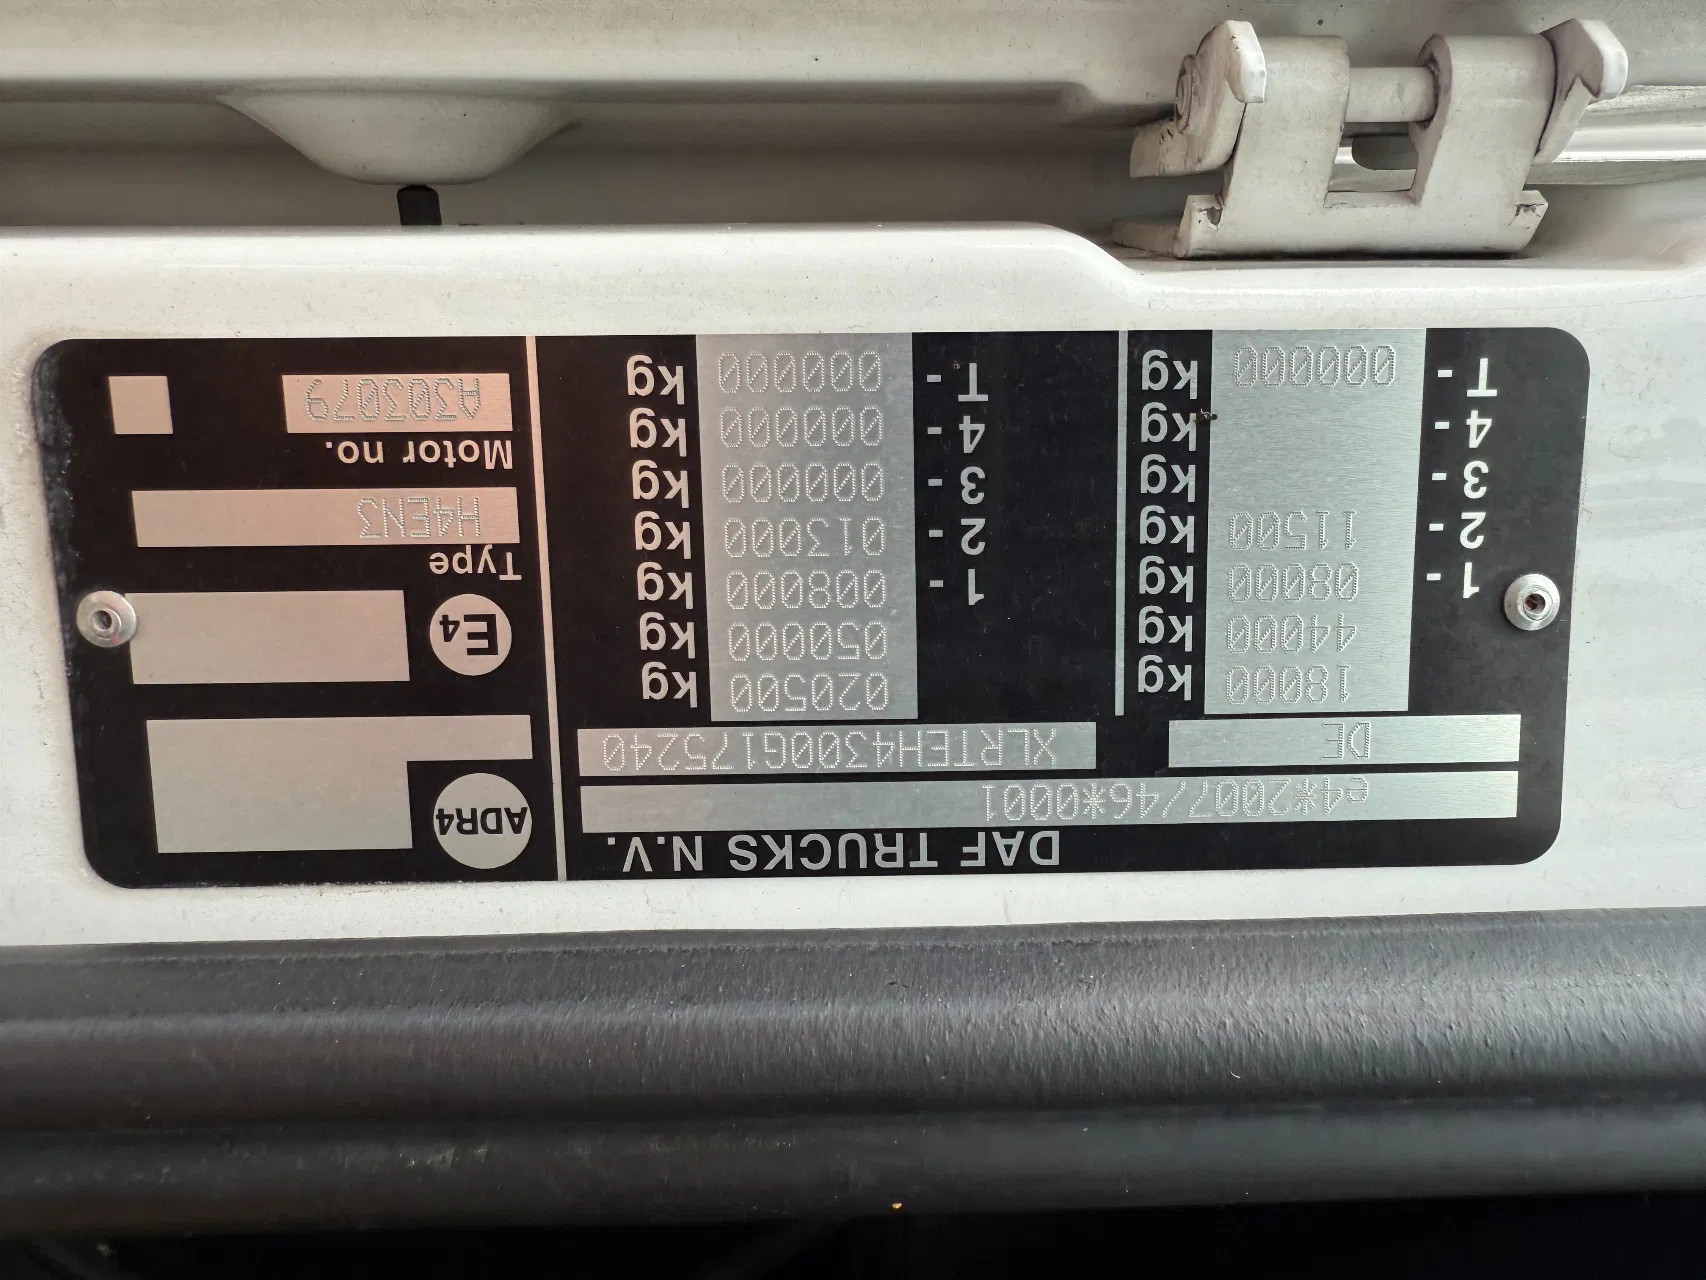 DAF TRUCKS N.V.
e4*2007/46*0001
DE XLRTEH4300G175240
18000 kg 020500 kg
44000 kg 050000 kg
1 - 08000 kg 1 - 008000 kg
2 - 11500 kg 2 - 013000 kg
3 - kg 3 - 000000 kg
4 - kg 4 - 000000 kg
T - 000000 kg T - 000000 kg
ADR4
E4
Type
H4EN3
Motor no.
A303079